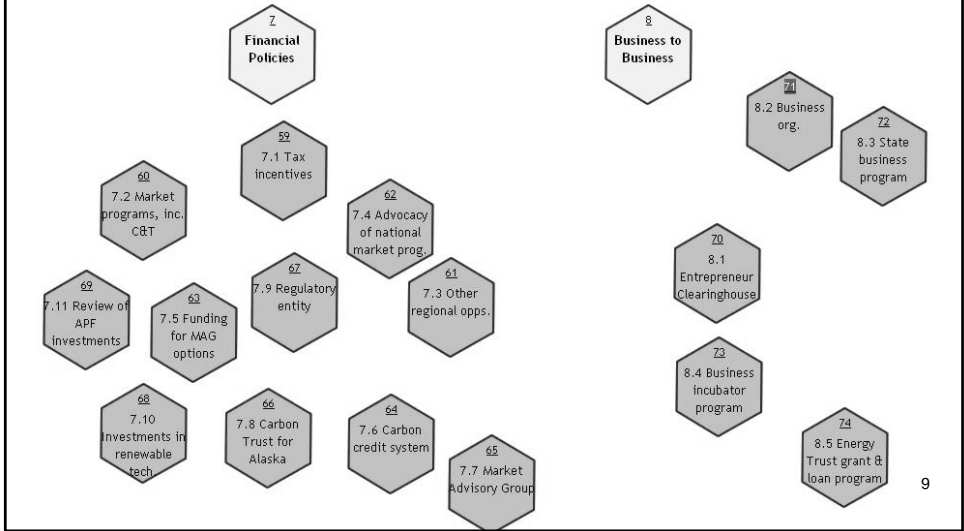 7
Financial
Policies
8
Business to
Business
59
7.1 Tax
incentives
60
7.2 Market
programs, inc.
C&T
62
7.4 Advocacy
of national
market prog.
67
7.9 Regulatory
entity
61
7.3 Other
regional opps.
69
7.11 Review of
APF
investments
63
7.5 Funding
for MAG
options
68
7.10
Investments in
renewable
tech.
66
7.8 Carbon
Trust for
Alaska
64
7.6 Carbon
credit system
65
7.7 Market
Advisory Group
71
8.2 Business
org.
72
8.3 State
business
program
70
8.1
Entrepreneur
Clearinghouse
73
8.4 Business
incubator
program
74
8.5 Energy
Trust grant &
loan program
9